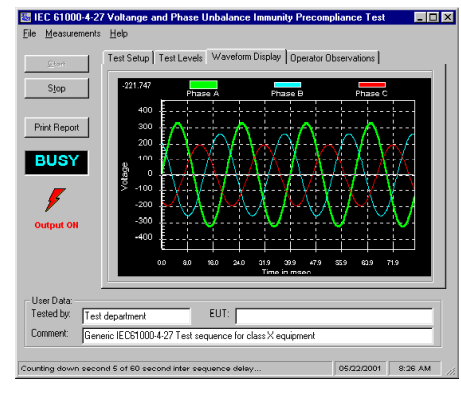 IEC 61000-4-27 Voltange and Phase Unbalance Immunity Precompliance Test
File Measurements Help
Start
Stop
Print Report
BUSY
Output ON
Test Setup Test Levels Waveform Display Operator Observations
-221.747
Phase A Phase B Phase C
400
300
200
100
0
-100
-200
-300
-400
Voltage
0.0 8.0 16.0 24.0 31.9 39.9 47.9 55.9 63.9 71.9
Time in msec
User Data:
Tested by: Test department EUT:
Comment: Generic IEC61000-4-27 Test sequence for class X equipment
Counting down second 5 of 60 second inter sequence delay... 05/22/2001 8:26 AM